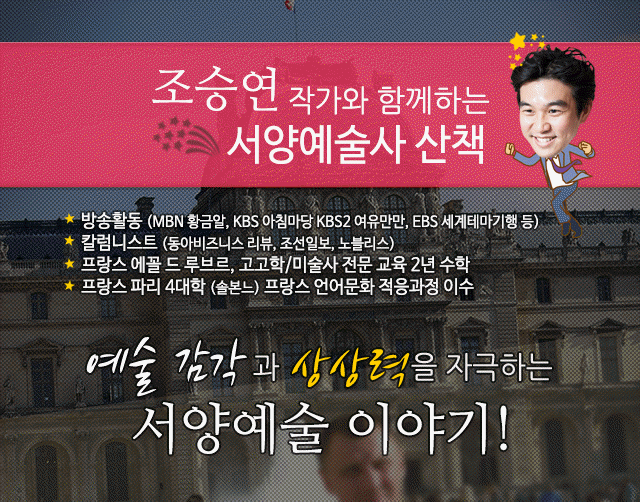 조승연 작가와 함께하는
서양예술사 산책
방송활동 (MBN 황금알, KBS 아침마당 KBS2 여유만만, EBS 세계테마기행 등)
칼럼니스트 (동아비즈니스 리뷰, 조선일보, 노블리스)
프랑스 에꼴 드 루브르, 고고학/미술사 전문 교육 2년 수학
프랑스 파리 4대학 (솔본느) 프랑스 언어문화 적응과정 이수
예술 감각과 상상력을 자극하는
서양예술 이야기!